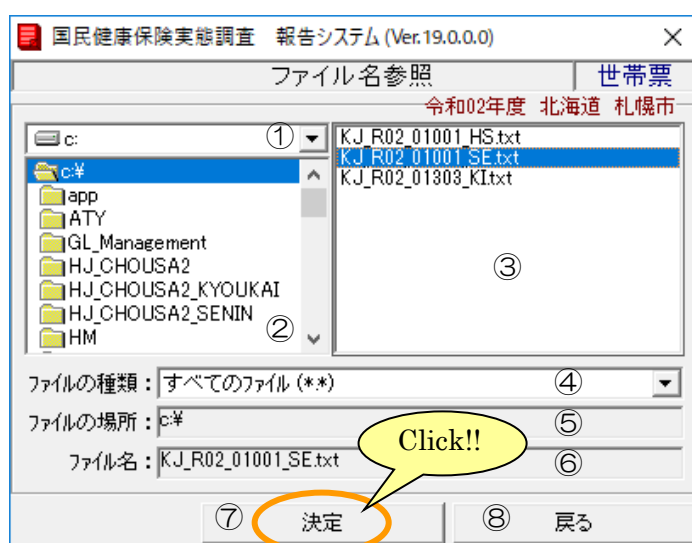 国民健康保険実態調査　報告システム (Ver.19.0.0.0)
ファイル名参照
世帯票
令和02年度 北海道 札幌市
c:
①
c:¥
app
ATY
GL_Management
HJ_CHOUSA2
HJ_CHOUSA2_KYOUKAI
HJ_CHOUSA2_SENIN
HM
②
KJ_R02_01001_HS.txt
KJ_R02_01001_SE.txt
KJ_R02_01303_KI.txt
③
ファイルの種類：すべてのファイル (*.*) ④
ファイルの場所：c:¥ ⑤
ファイル名：KJ_R02_01001_SE.txt ⑥
Click!!
⑦ 決定
⑧ 戻る